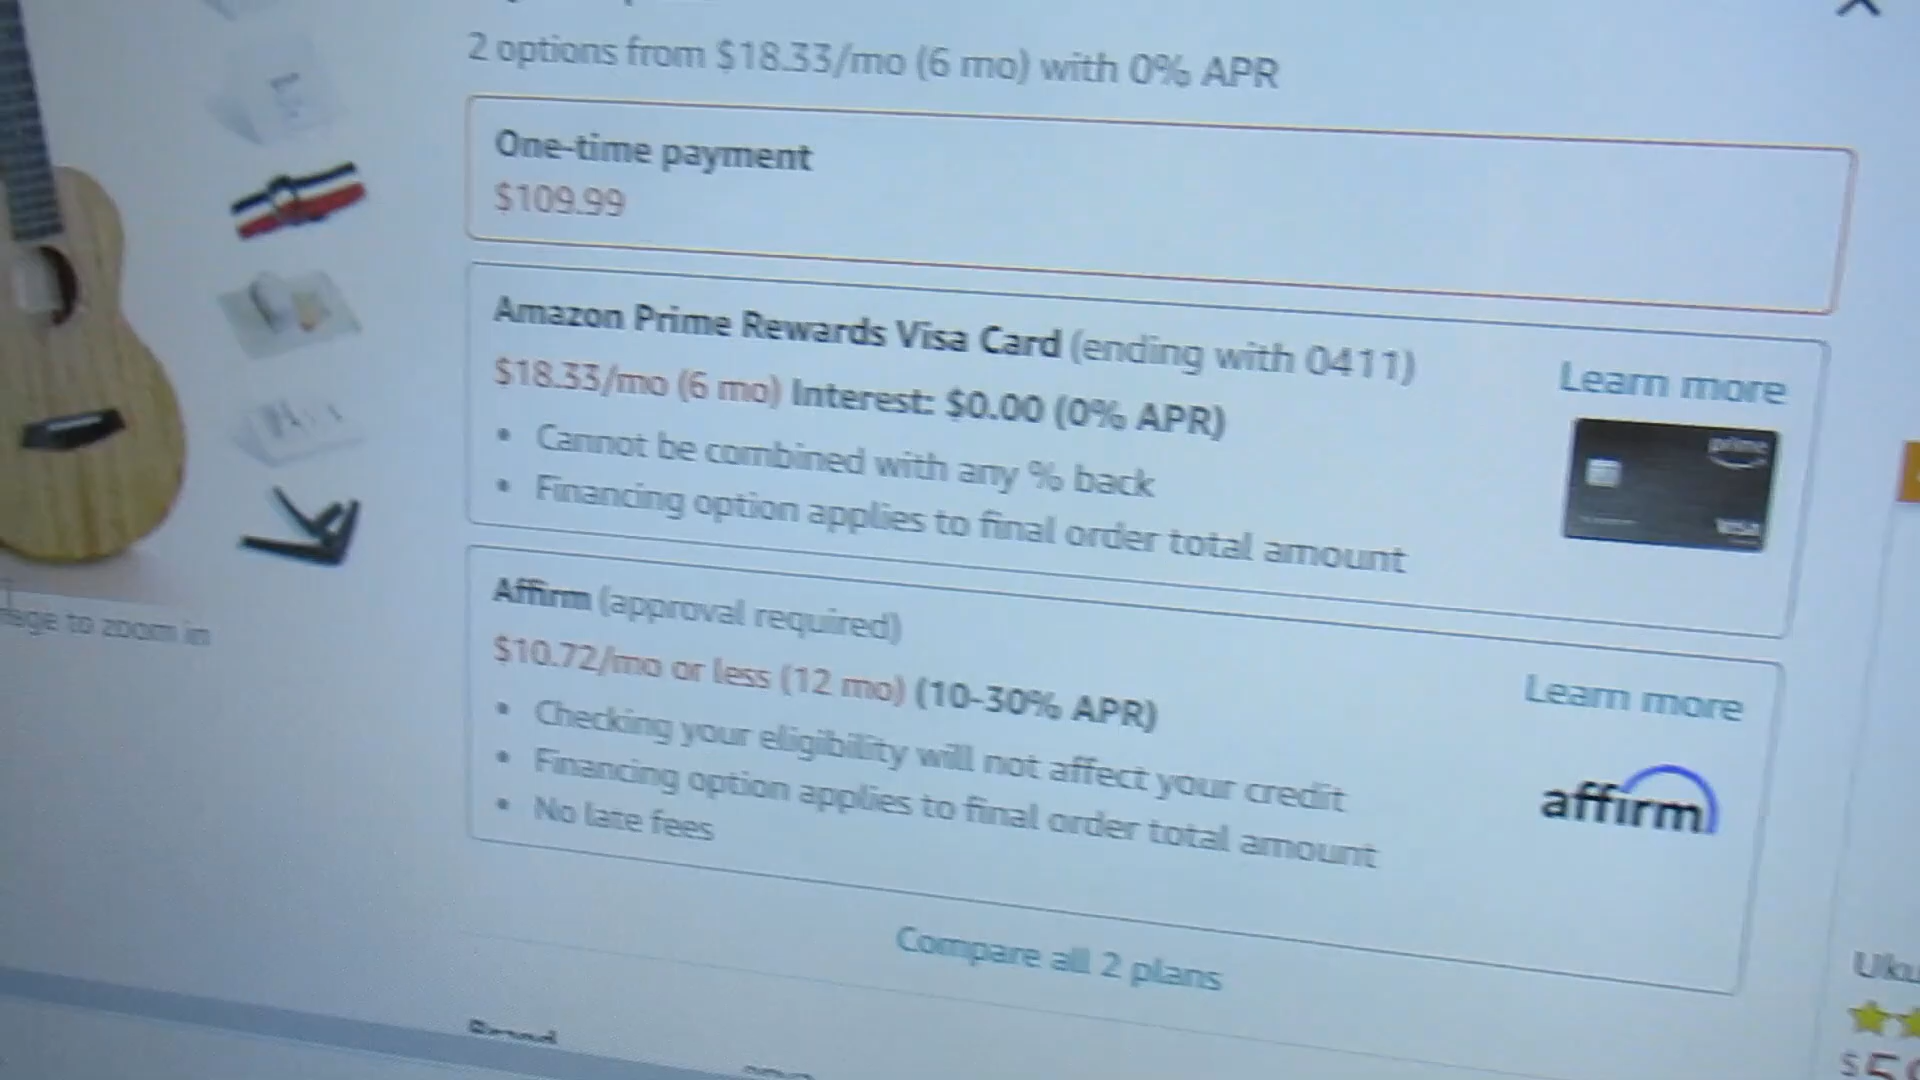 2 options from $18.33/mo (6 mo) with 0% APR
One-time payment
$109.99
Amazon Prime Rewards Visa Card (ending with 0411)
Learn more
$18.33/mo (6 mo) Interest: $0.00 (0% APR)
prime
• Cannot be combined with any % back
• Financing option applies to final order total amount
VISA
Affirm (approval required)
$10.72/mo or less (12 mo) (10-30% APR)
Learn more
• Checking your eligibility will not affect your credit
• Financing option applies to final order total amount
affirm
• No late fees
to zoom in
Compare all 2 plans
Brand
Uku